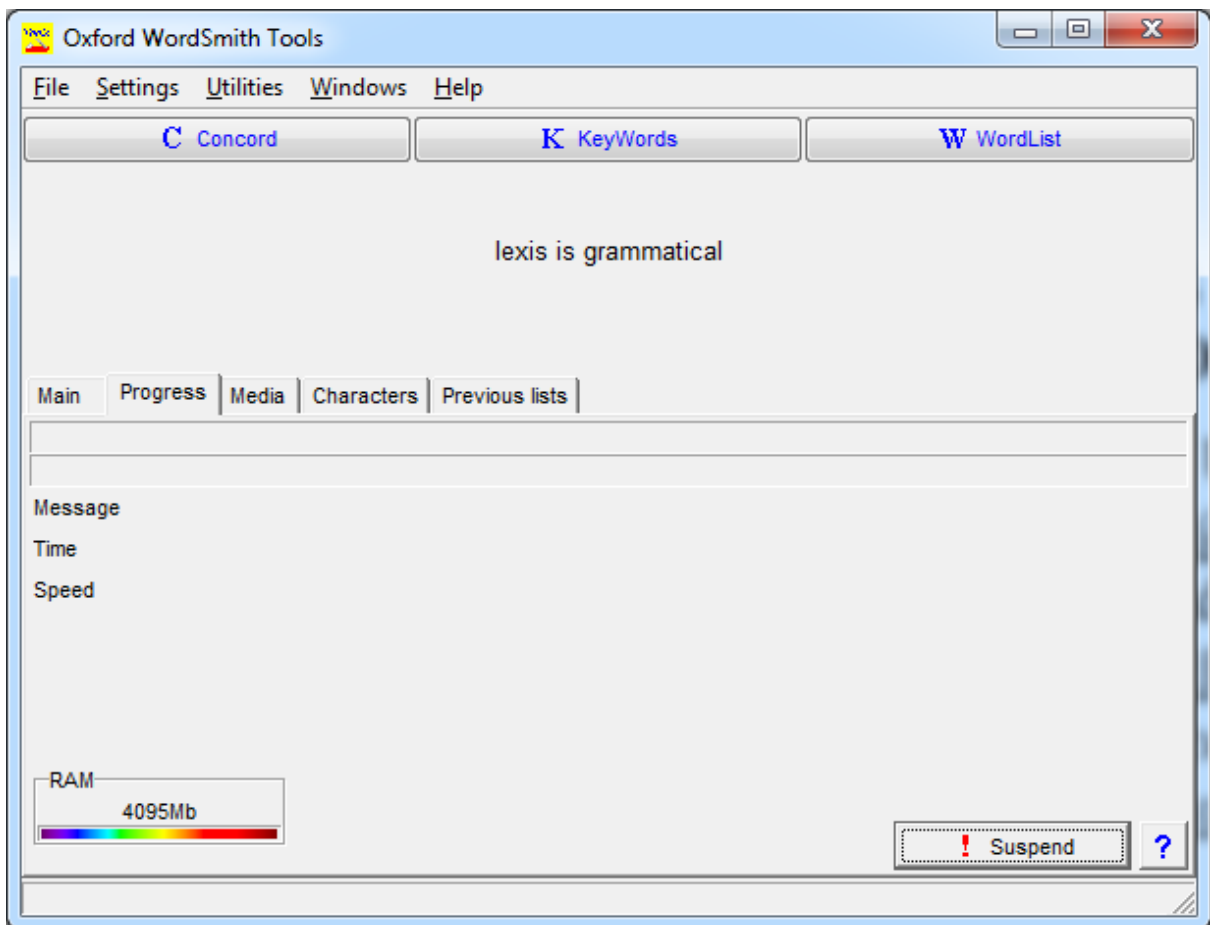 Oxford WordSmith Tools
File Settings Utilities Windows Help
C Concord K KeyWords W WordList
lexis is grammatical
Main Progress Media Characters Previous lists
Message
Time
Speed
RAM
4095Mb
! Suspend ?